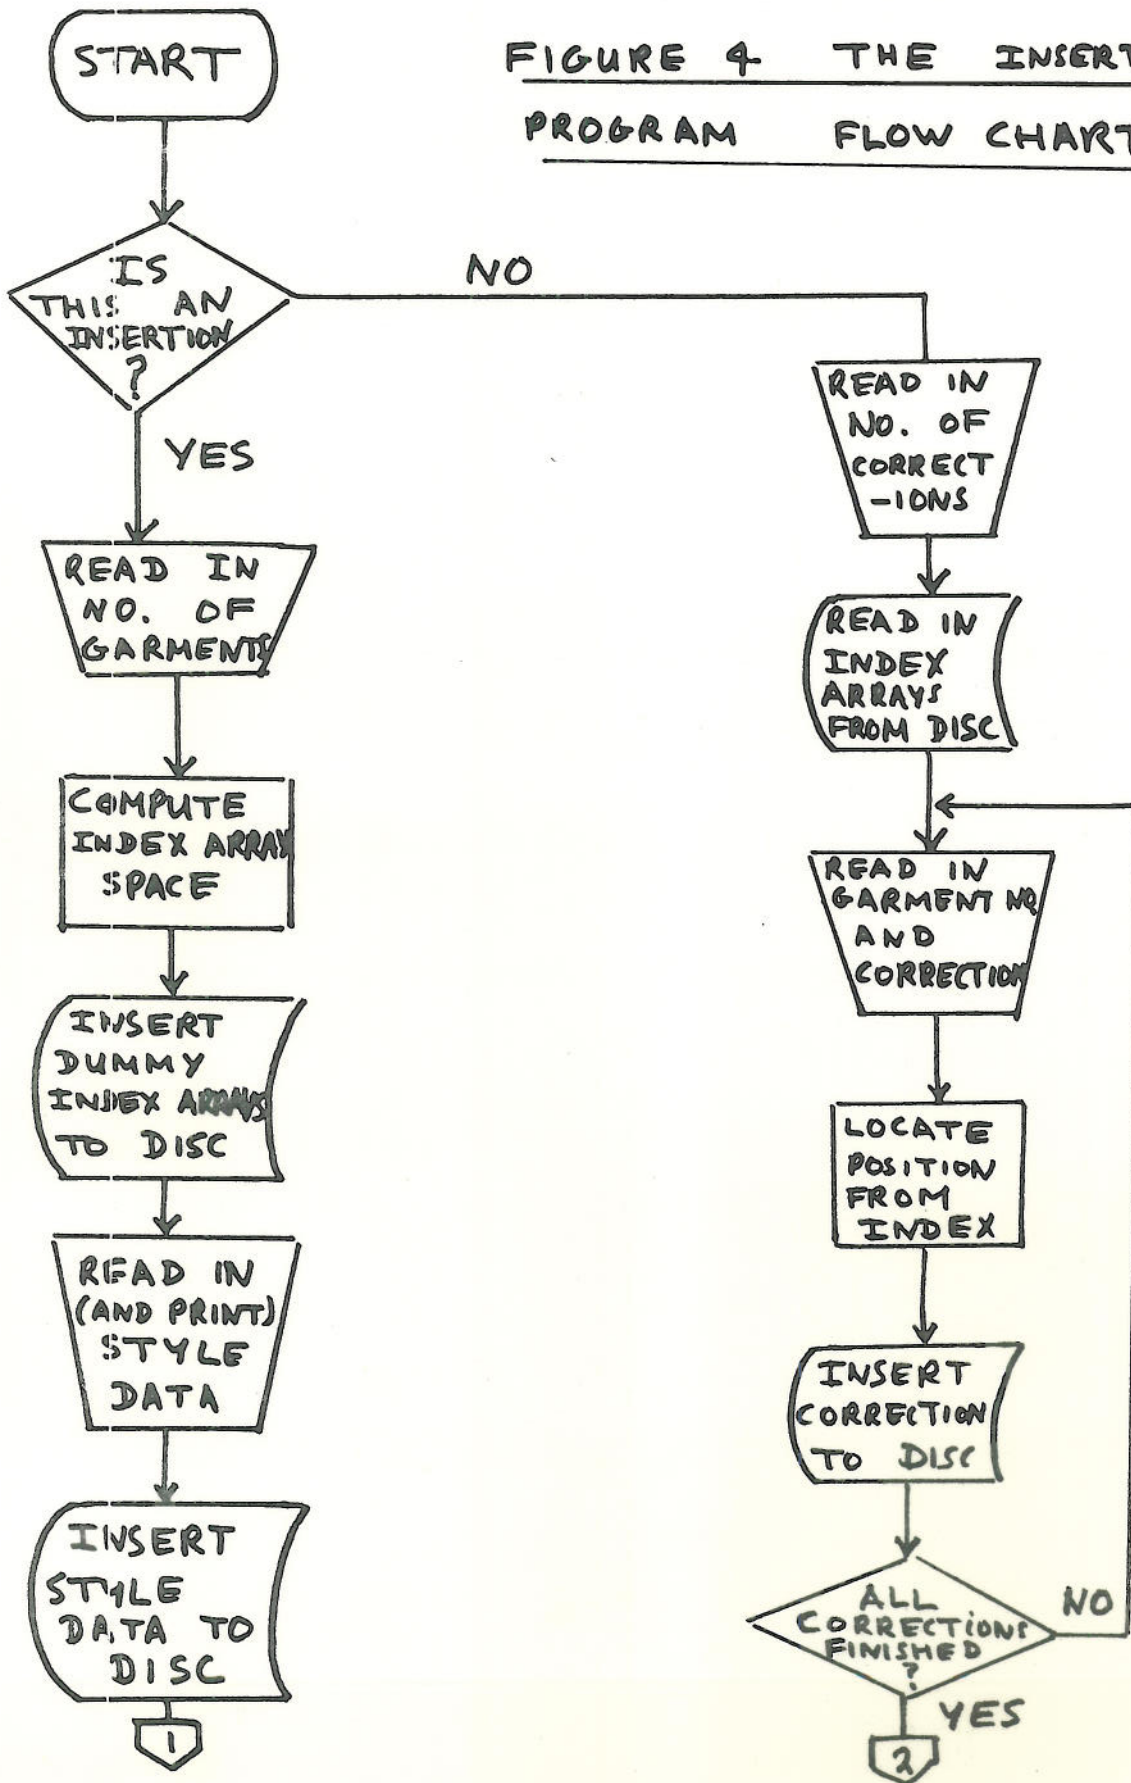 START
FIGURE 4 THE INSERT
PROGRAM FLOW CHART
IS
THIS AN
INSERTION
?
NO
YES
READ IN
NO. OF
GARMENTS
COMPUTE
INDEX ARRAY
SPACE
INSERT
DUMMY
INDEX ARRAYS
TO DISC
READ IN
(AND PRINT)
STYLE
DATA
INSERT
STYLE
DATA TO
DISC
1
READ IN
NO. OF
CORRECT
-IONS
READ IN
INDEX
ARRAYS
FROM DISC
READ IN
GARMENT NO.
AND
CORRECTION
LOCATE
POSITION
FROM
INDEX
INSERT
CORRECTION
TO DISC
ALL
CORRECTIONS
FINISHED
?
NO
YES
2